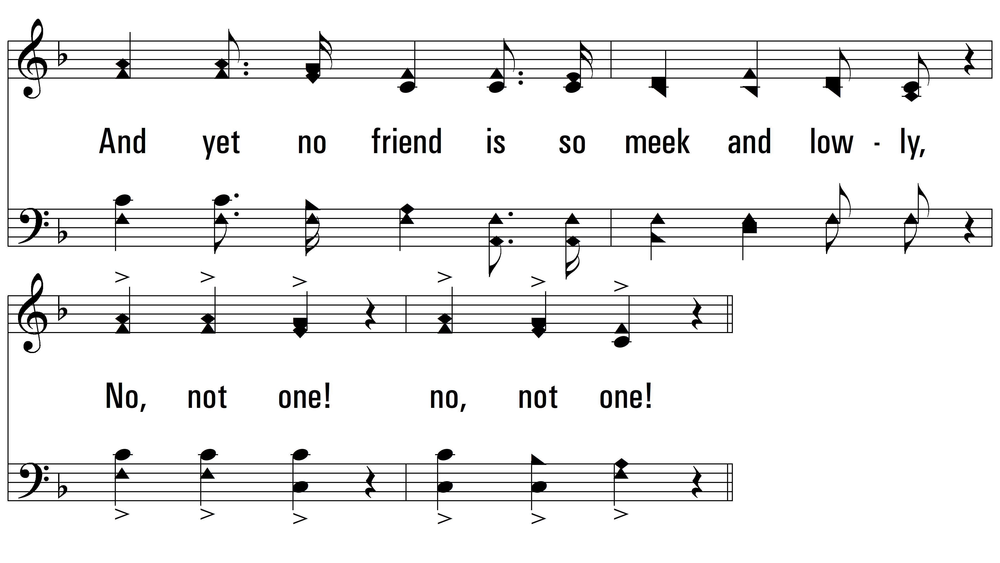 And yet no friend is so meek and low - ly,
No, not one! no, not one!